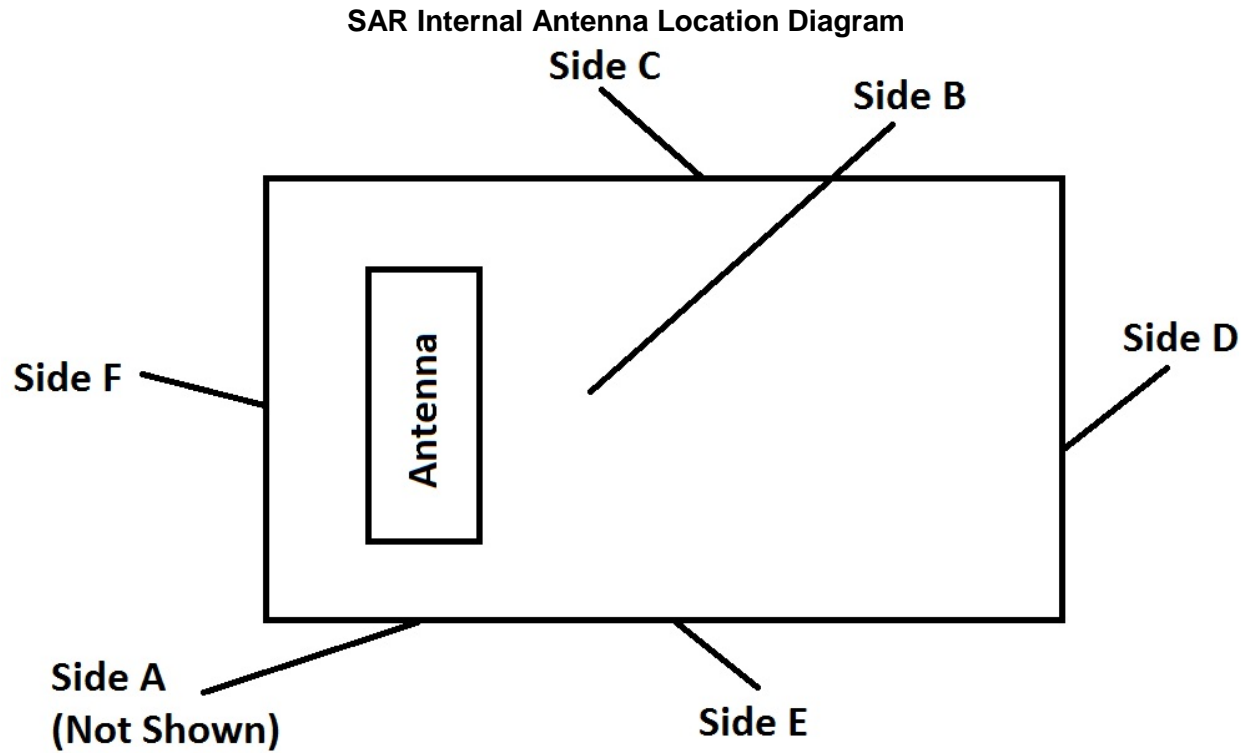 SAR Internal Antenna Location Diagram
Side C
Side B
Side D
Side F
Antenna
Side A
(Not Shown)
Side E